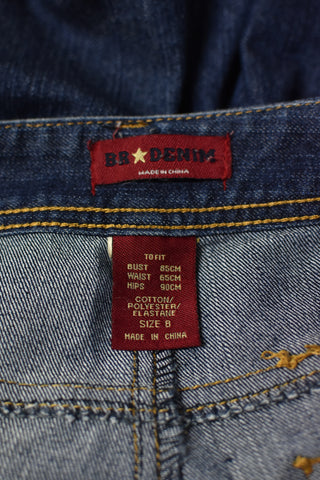 BR★DENIM
MADE IN CHINA
TO FIT
BUST 85CM
WAIST 65CM
HIPS 90CM
COTTON/
POLYESTER/
ELASTANE
SIZE 8
MADE IN CHINA